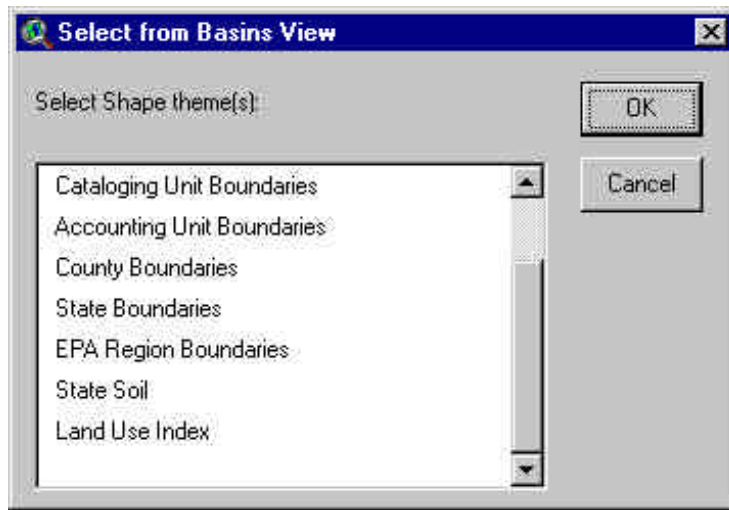 Select from Basins View
Select Shape theme(s):
OK
Cancel
Cataloging Unit Boundaries
Accounting Unit Boundaries
County Boundaries
State Boundaries
EPA Region Boundaries
State Soil
Land Use Index